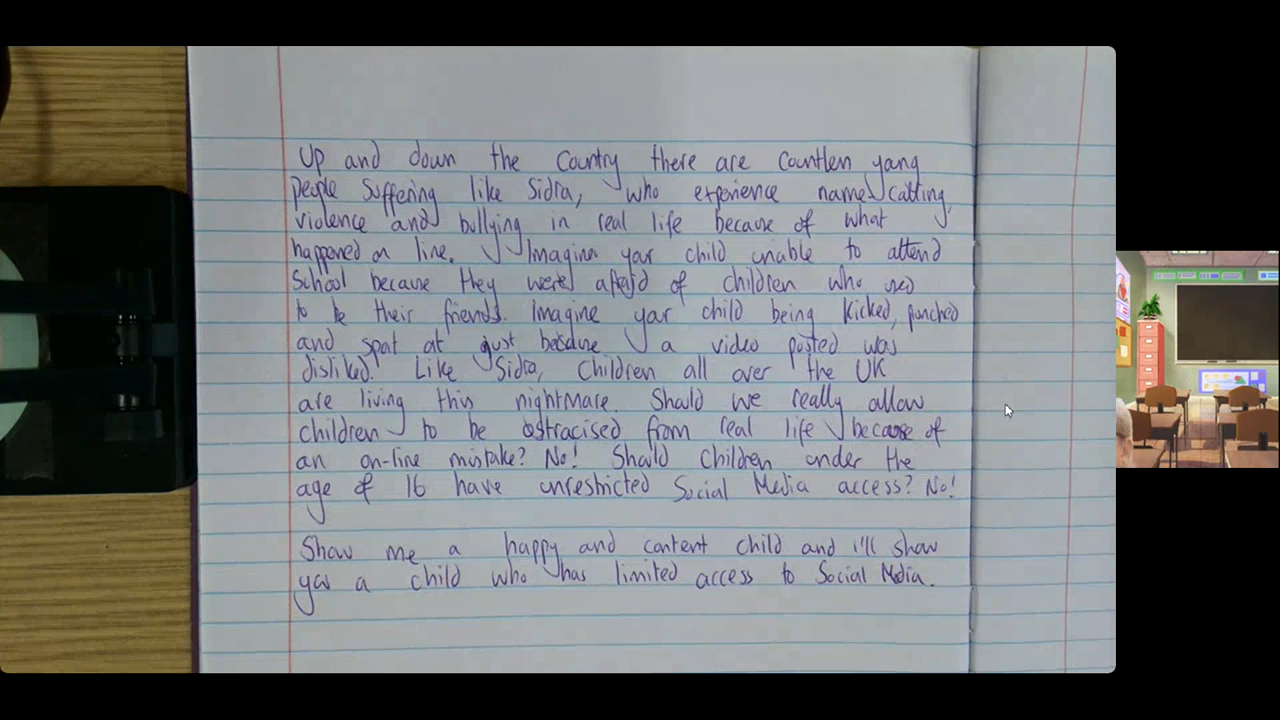 Up and down the Country there are Countless young
people suffering like Sidra, who experience name calling,
violence and bullying in real life because of what
happened on line. Imagine your child unable to attend
School because they were afraid of children who used
to be their friends. Imagine your child being kicked, punched
and spat at just because a video posted was
disliked! Like Sidra, Children all over the UK
are living this nightmare. Should we really allow
children to be ostracised from real life because of
an on-line mistake? No! Should Children under the
age of 16 have unrestricted Social Media access? No!
Show me a happy and content child and i'll show
you a child who has limited access to Social Media.